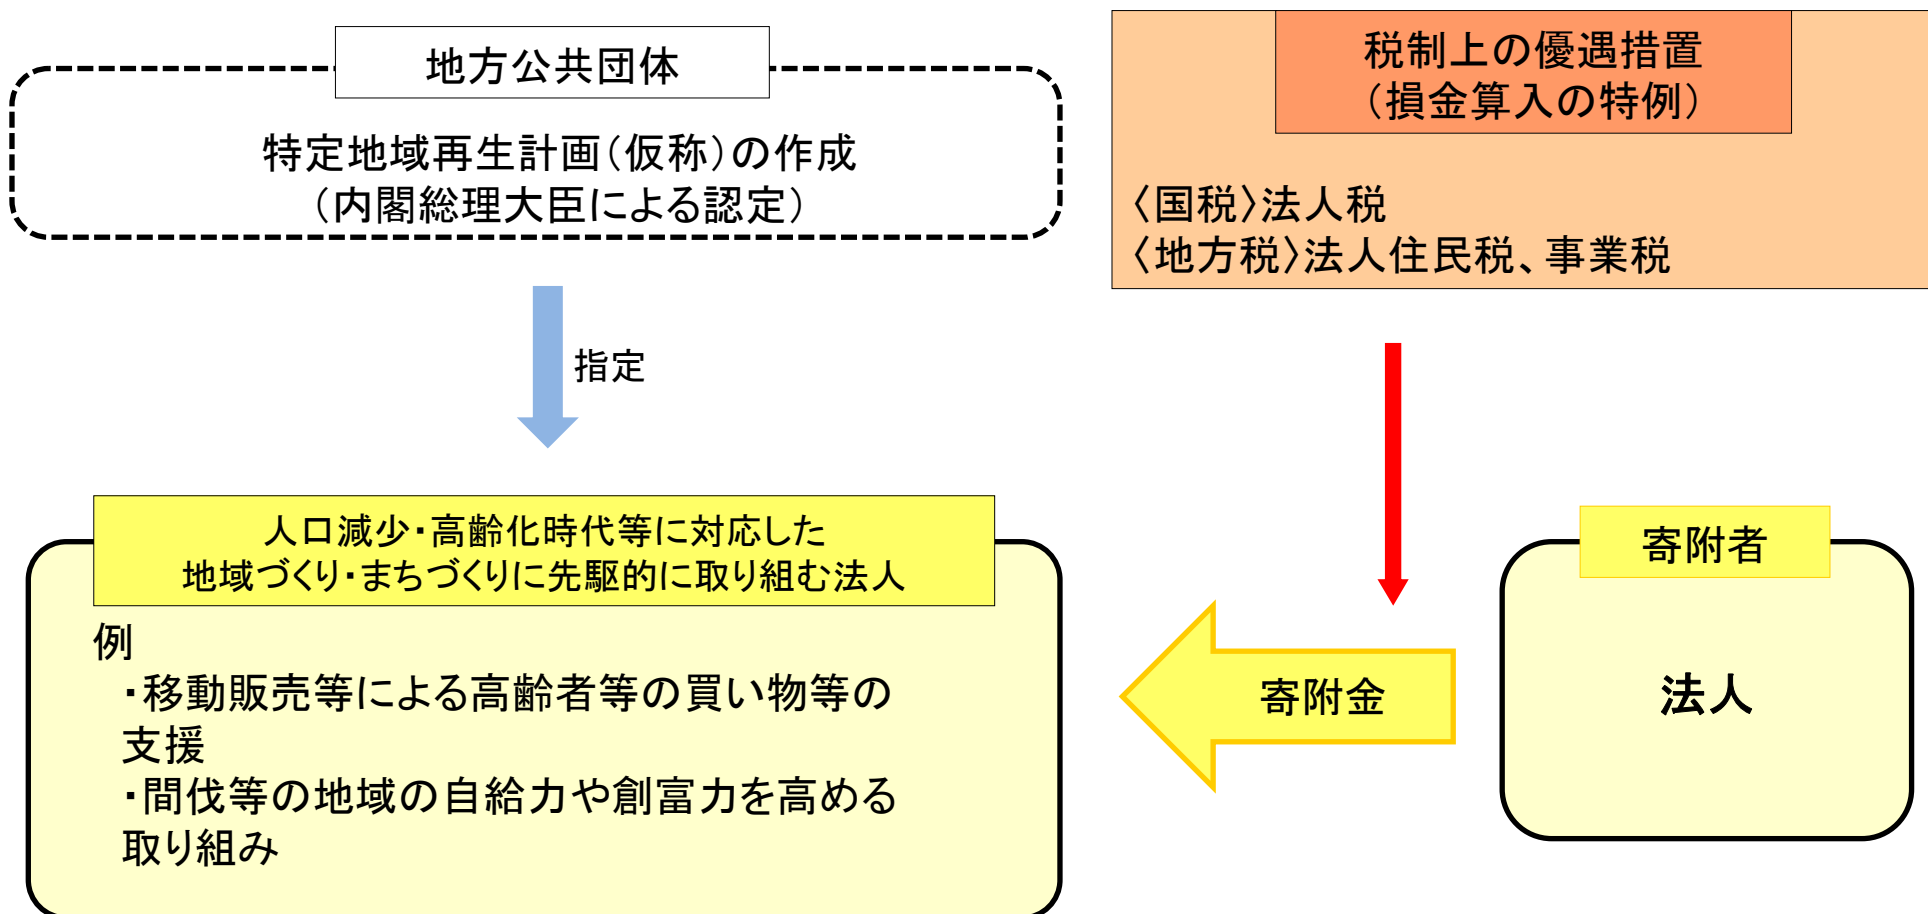 地方公共団体
特定地域再生計画（仮称）の作成
（内閣総理大臣による認定）
税制上の優遇措置
（損金算入の特例）
〈国税〉法人税
〈地方税〉法人住民税、事業税
指定
人口減少・高齢化時代等に対応した
地域づくり・まちづくりに先駆的に取り組む法人
例
・移動販売等による高齢者等の買い物等の
支援
・間伐等の地域の自給力や創富力を高める
取り組み
寄附金
寄附者
法人